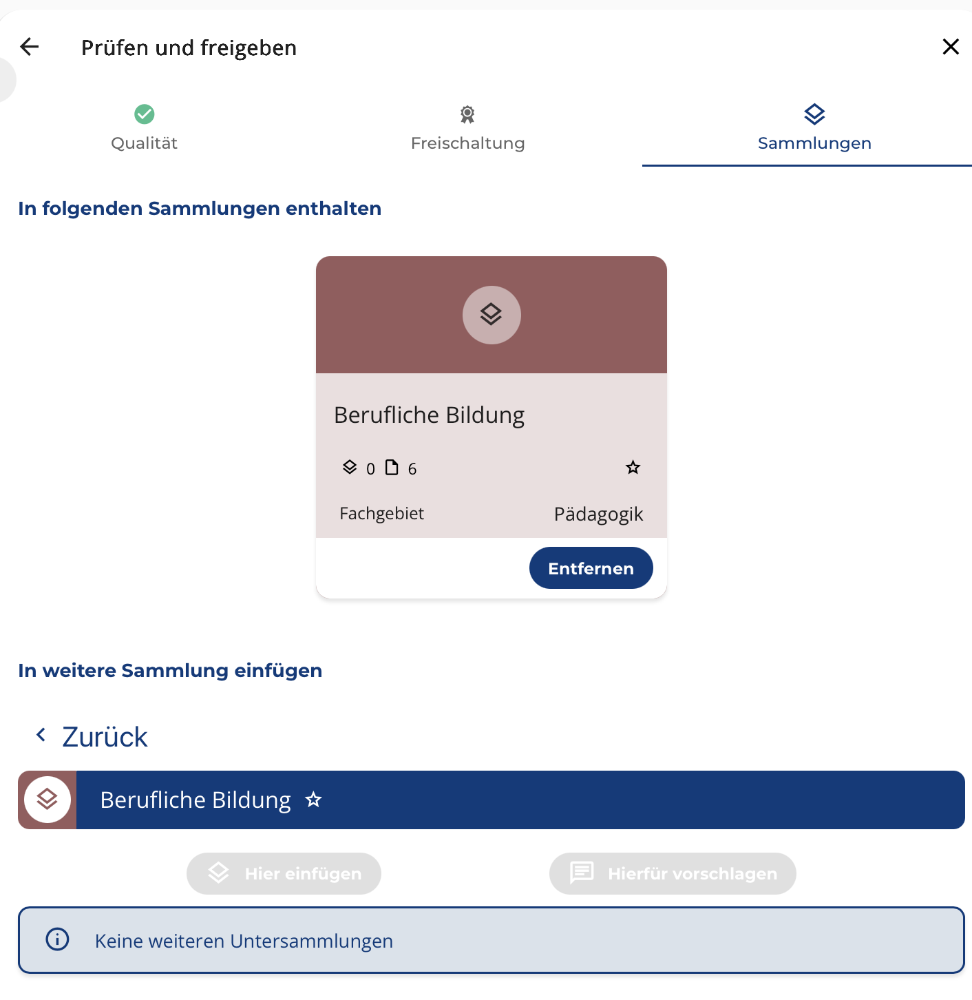 Prüfen und freigeben
Qualität
Freischaltung
Sammlungen
In folgenden Sammlungen enthalten
Berufliche Bildung
0 6
Fachgebiet
Pädagogik
Entfernen
In weitere Sammlung einfügen
Zurück
Berufliche Bildung
Hier einfügen
Hierfür vorschlagen
Keine weiteren Untersammlungen